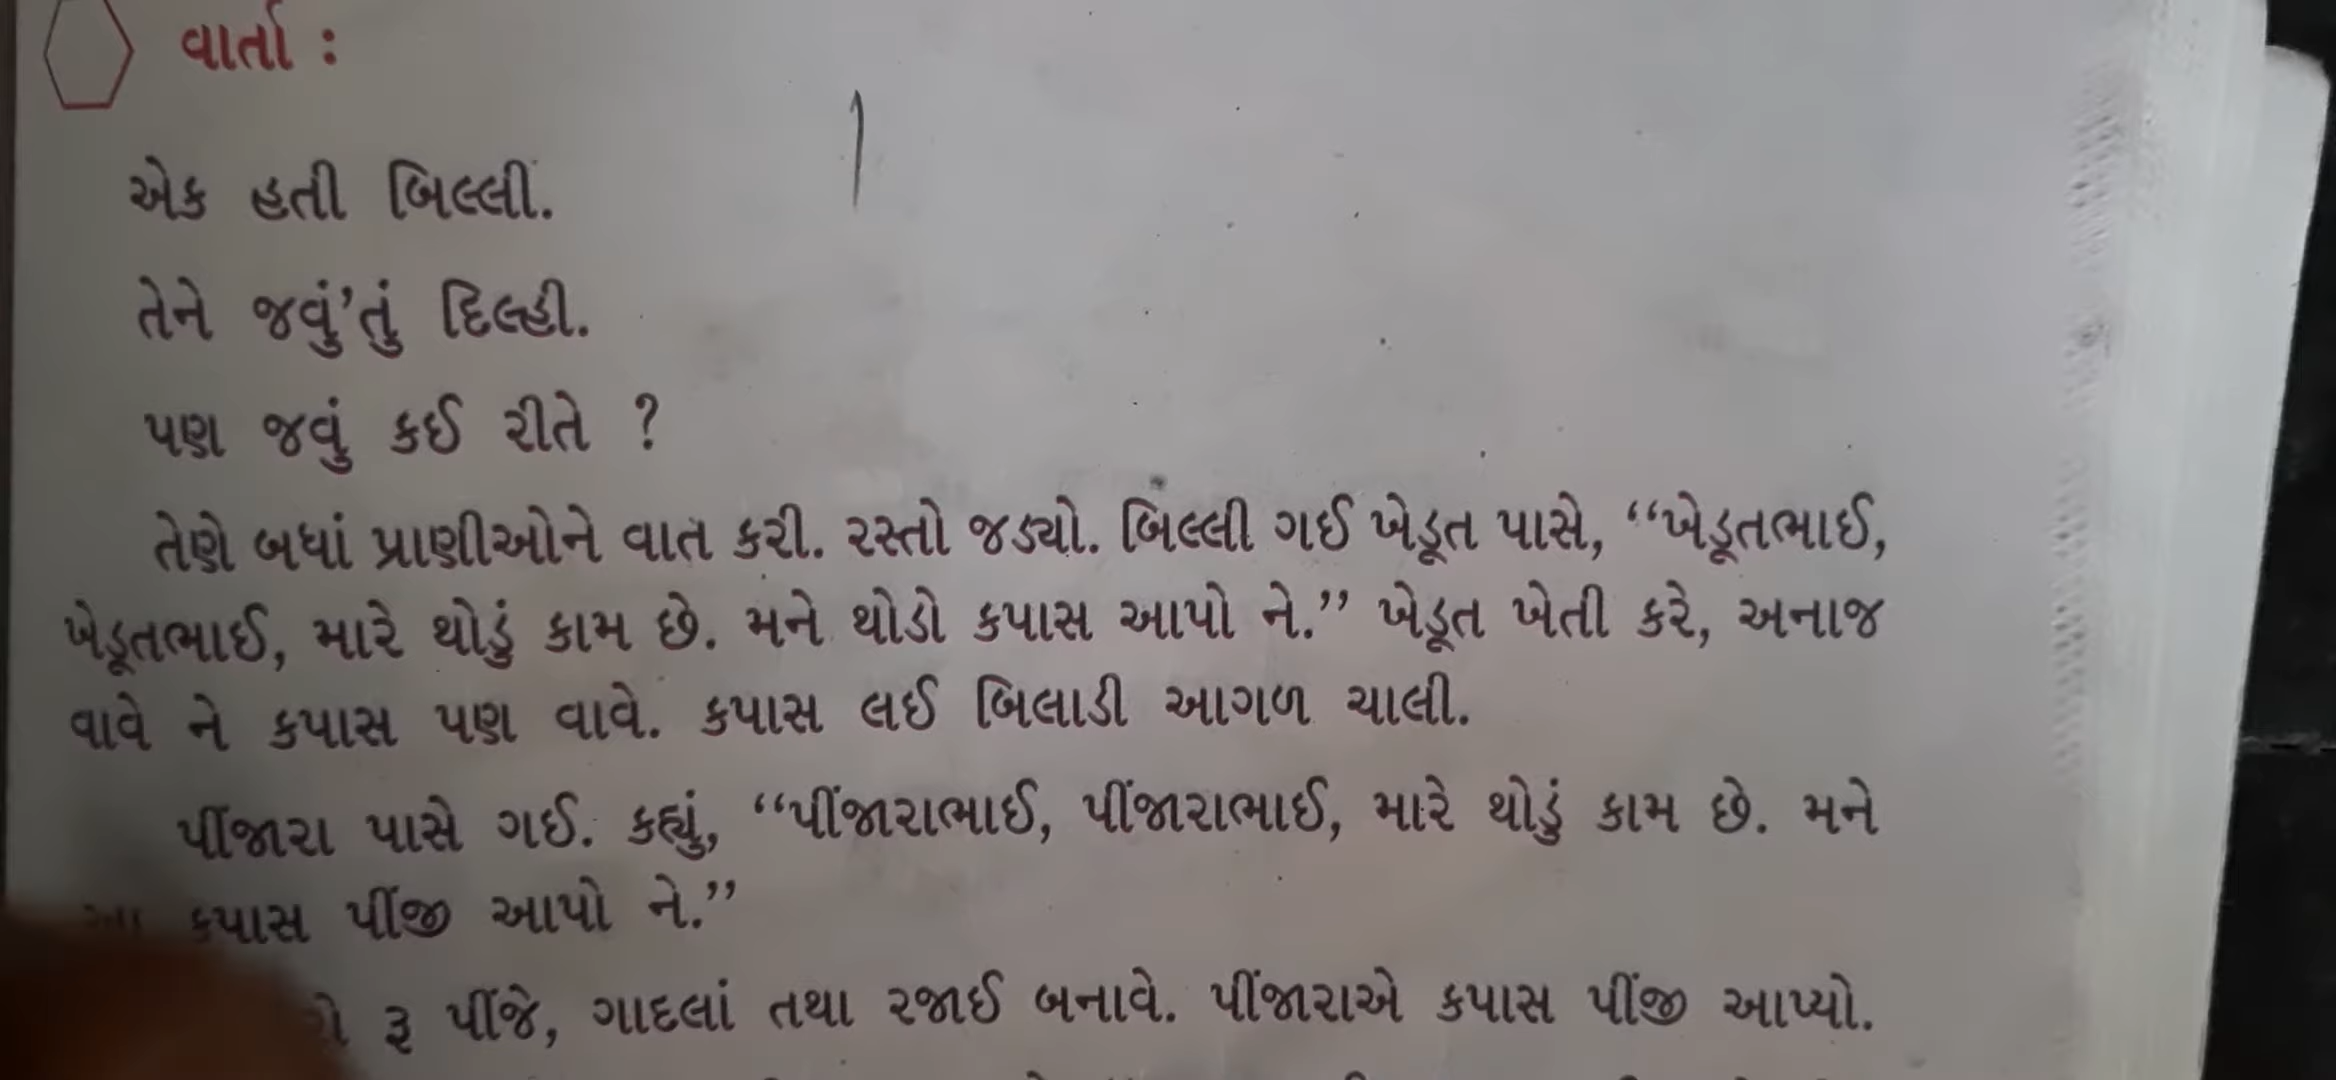 વાર્તા :
એક હતી બિલ્લી.
તેને જવું'તું દિલ્હી.
પણ જવું કઈ રીતે ?
તેણે બધાં પ્રાણીઓને વાત કરી. રસ્તો જડ્યો. બિલ્લી ગઈ ખેડૂત પાસે, “ખેડૂતભાઈ,
ખેડૂતભાઈ, મારે થોડું કામ છે. મને થોડો કપાસ આપો ને.” ખેડૂત ખેતી કરે, અનાજ
વાવે ને કપાસ પણ વાવે. કપાસ લઈ બિલાડી આગળ ચાલી.
પીંજારા પાસે ગઈ. કહ્યું, “પીંજારાભાઈ, પીંજારાભાઈ, મારે થોડું કામ છે. મને
કપાસ પીંજી આપો ને.”
રૂ પીંજે, ગાદલાં તથા રજાઈ બનાવે. પીંજારાએ કપાસ પીંજી આપ્યો.